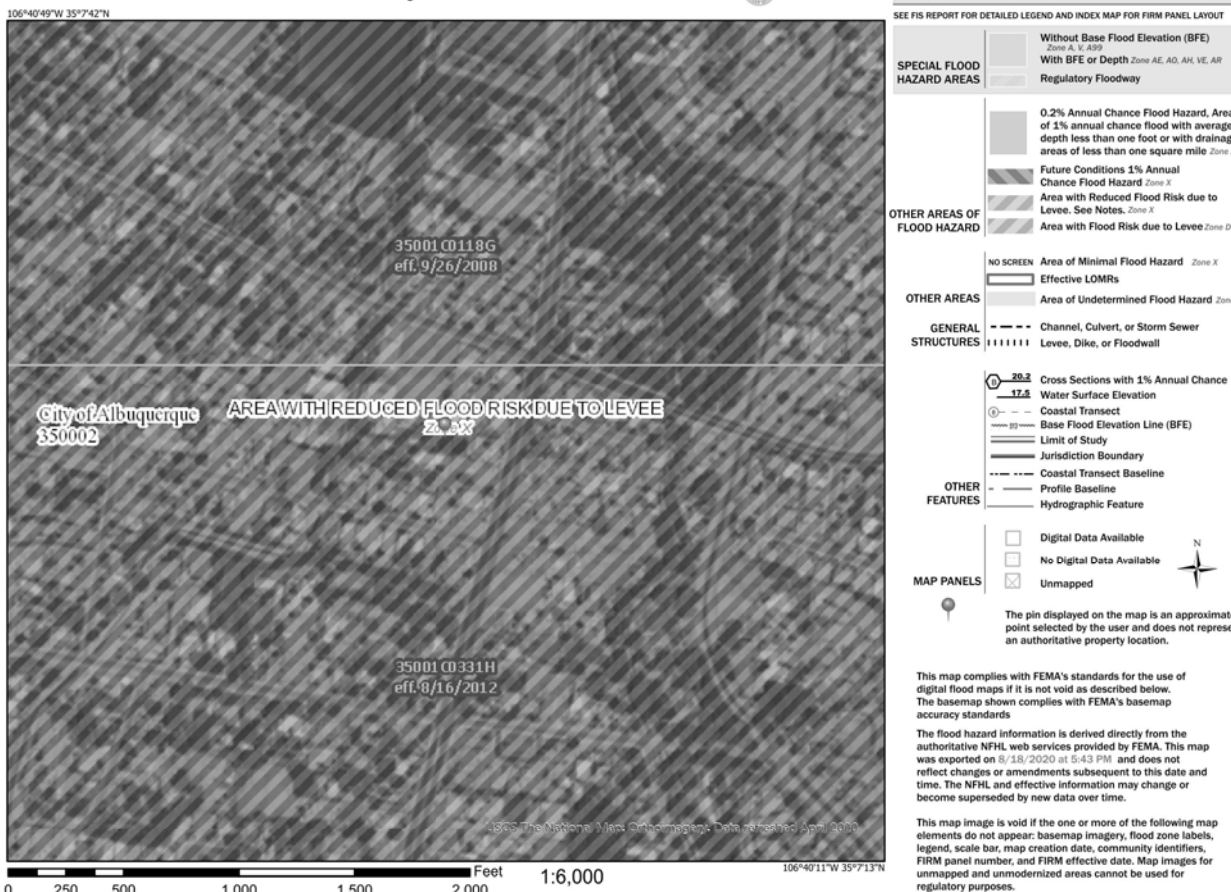 106°40'49"W 35°7'42"N
35001C0118G
eff. 9/26/2008
City of Albuquerque
350002
AREA WITH REDUCED FLOOD RISK DUE TO LEVEE
Zone X
35001C0331H
eff. 8/16/2012
USGS The National Map: Orthoimagery. Data refreshed April 2020
106°40'11"W 35°7'13"N
Feet
1:6,000
0 250 500 1,000 1,500 2,000
SEE FIS REPORT FOR DETAILED LEGEND AND INDEX MAP FOR FIRM PANEL LAYOUT
SPECIAL FLOOD
HAZARD AREAS
Without Base Flood Elevation (BFE)
Zone A, V, A99
With BFE or Depth Zone AE, AO, AH, VE, AR
Regulatory Floodway
OTHER AREAS OF
FLOOD HAZARD
0.2% Annual Chance Flood Hazard,
of 1% annual chance flood with average
depth less than one foot or with
areas of less than one square mile Zone
Future Conditions 1% Annual
Chance Flood Hazard Zone X
Area with Reduced Flood Risk due to
Levee. See Notes. Zone X
Area with Flood Risk due to Levee Zone D
OTHER AREAS
NO SCREEN Area of Minimal Flood Hazard Zone X
Effective LOMRs
Area of Undetermined Flood Hazard
GENERAL
STRUCTURES
Channel, Culvert, or Storm Sewer
Levee, Dike, or Floodwall
OTHER
FEATURES
B 20.2 Cross Sections with 1% Annual Chance
17.5 Water Surface Elevation
8 Coastal Transect
513 Base Flood Elevation Line (BFE)
Limit of Study
Jurisdiction Boundary
Coastal Transect Baseline
Profile Baseline
Hydrographic Feature
MAP PANELS
Digital Data Available
No Digital Data Available
Unmapped
N
The pin displayed on the map is an
point selected by the user and does not
an authoritative property location.
This map complies with FEMA's standards for the use of
digital flood maps if it is not void as described below.
The basemap shown complies with FEMA's basemap
accuracy standards
The flood hazard information is derived directly from the
authoritative NFHL web services provided by FEMA. This map
was exported on 8/18/2020 at 5:43 PM and does not
reflect changes or amendments subsequent to this date and
time. The NFHL and effective information may change or
become superseded by new data over time.
This map image is void if the one or more of the following map
elements do not appear: basemap imagery, flood zone labels,
legend, scale bar, map creation date, community identifiers,
FIRM panel number, and FIRM effective date. Map images for
unmapped and unmodernized areas cannot be used for
regulatory purposes.